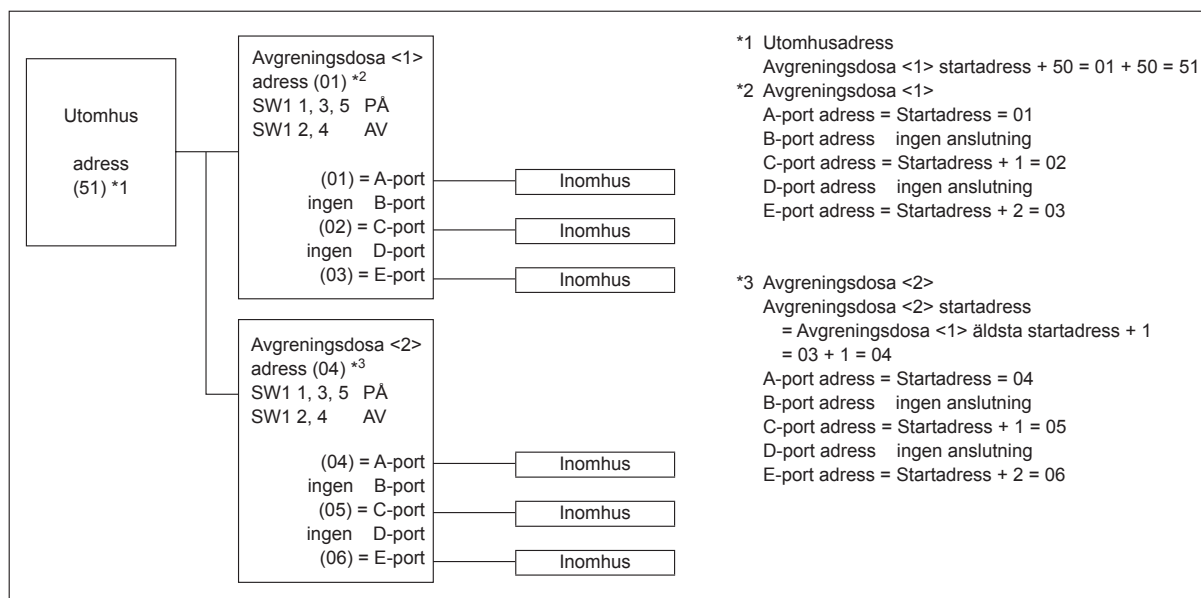 Utomhus
adress
(51) *1
Avgreningsdosa <1>
adress (01) *2
SW1 1, 3, 5 PÅ
SW1 2, 4 AV
(01) = A-port
ingen B-port
(02) = C-port
ingen D-port
(03) = E-port
Inomhus
Inomhus
Inomhus
Avgreningsdosa <2>
adress (04) *3
SW1 1, 3, 5 PÅ
SW1 2, 4 AV
(04) = A-port
ingen B-port
(05) = C-port
ingen D-port
(06) = E-port
Inomhus
Inomhus
Inomhus
*1 Utomhusadress
Avgreningsdosa <1> startadress + 50 = 01 + 50 = 51
*2 Avgreningsdosa <1>
A-port adress = Startadress = 01
B-port adress ingen anslutning
C-port adress = Startadress + 1 = 02
D-port adress ingen anslutning
E-port adress = Startadress + 2 = 03
*3 Avgreningsdosa <2>
Avgreningsdosa <2> startadress
= Avgreningsdosa <1> äldsta startadress + 1
= 03 + 1 = 04
A-port adress = Startadress = 04
B-port adress ingen anslutning
C-port adress = Startadress + 1 = 05
D-port adress ingen anslutning
E-port adress = Startadress + 2 = 06